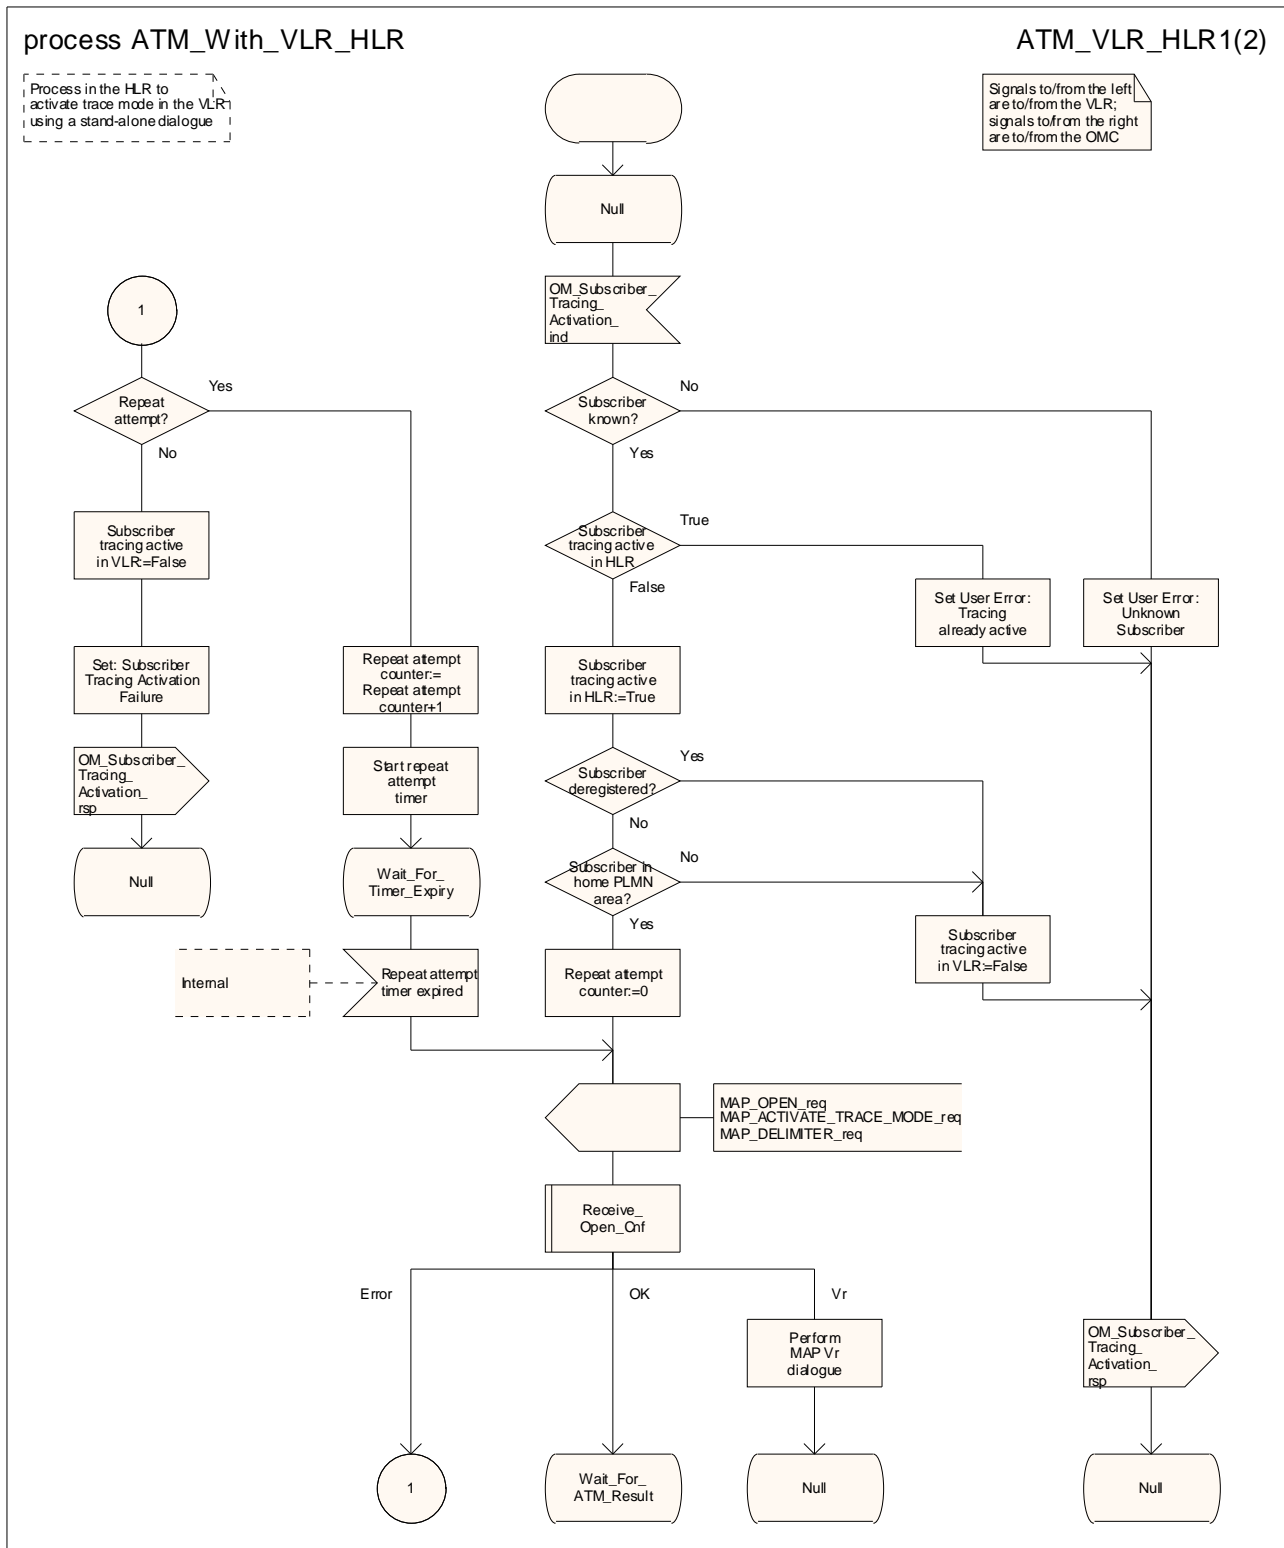 process ATM_With_VLR_HLR
ATM_VLR_HLR1(2)
Process in the HLR to
activate trace mode in the VLR
using a stand-alone dialogue
Signals to/from the left
are to/from the VLR;
signals to/from the right
are to/from the OMC
Null
OM_Subscriber_
Tracing_
Activation_
ind
1
Repeat
attempt?
Yes
No
Subscriber
known?
No
Yes
Subscriber
tracing active
in VLR:=False
Subscriber
tracing active
in HLR
True
False
Set User Error:
Tracing
already active
Set User Error:
Unknown
Subscriber
Set: Subscriber
Tracing Activation
Failure
Repeat attempt
counter:=
Repeat attempt
counter+1
Subscriber
tracing active
in HLR:=True
OM_Subscriber_
Tracing_
Activation_
rsp
Start repeat
attempt
timer
Subscriber
deregistered?
Yes
No
Null
Wait_For_
Timer_Expiry
Subscriber in
home PLMN
area?
No
Yes
Subscriber
tracing active
in VLR:=False
Internal
Repeat attempt
timer expired
Repeat attempt
counter:=0
MAP_OPEN_req
MAP_ACTIVATE_TRACE_MODE_req
MAP_DELIMITER_req
Receive_
Open_Cnf
Error
OK
Vr
Perform
MAP Vr
dialogue
OM_Subscriber_
Tracing_
Activation_
rsp
1
Wait_For_
ATM_Result
Null
Null